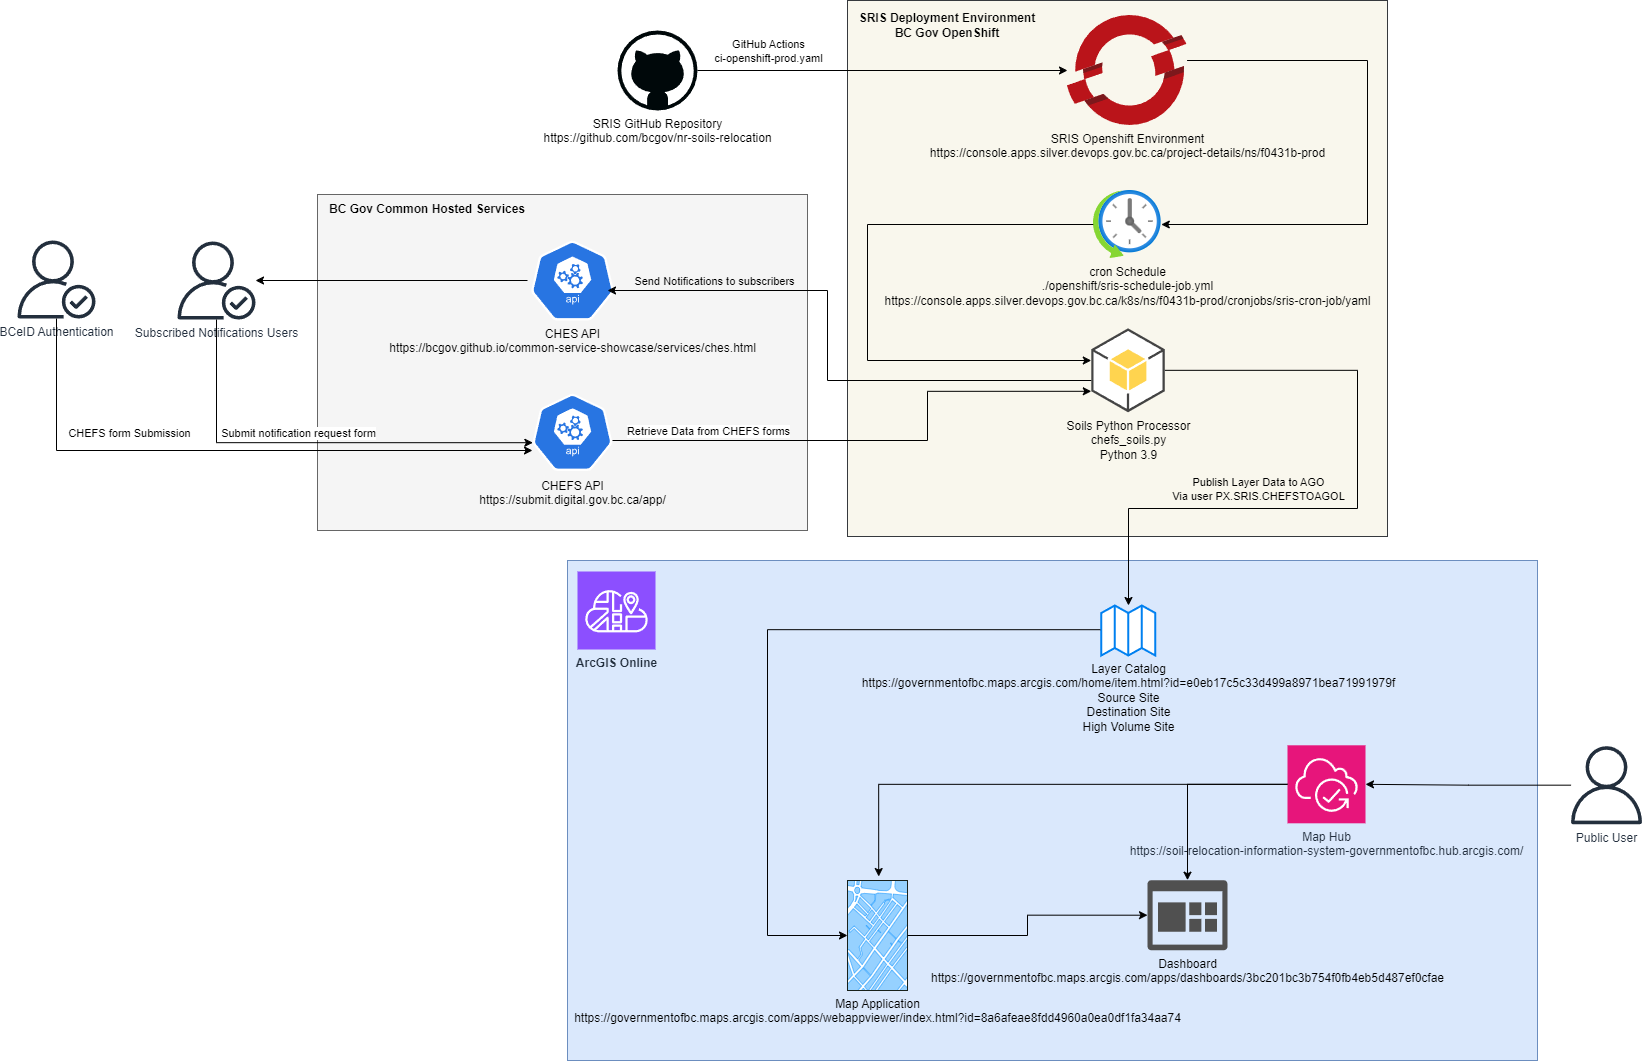 SRIS Deployment Environment
BC Gov OpenShift
GitHub Actions
ci-openshift-prod.yaml
SRIS GitHub Repository
https://github.com/bcgov/nr-soils-relocation
SRIS Openshift Environment
https://console.apps.silver.devops.gov.bc.ca/project-details/ns/f0431b-prod
BC Gov Common Hosted Services
cron Schedule
./openshift/sris-schedule-job.yml
https://console.apps.silver.devops.gov.bc.ca/k8s/ns/f0431b-prod/cronjobs/sris-cron-job/yaml
Send Notifications to subscribers
api
BCeID Authentication
Subscribed Notifications Users
CHES API
https://bcgov.github.io/common-service-showcase/services/ches.html
CHEFS form Submission
Submit notification request form
api
Retrieve Data from CHEFS forms
Soils Python Processor
chefs_soils.py
Python 3.9
CHEFS API
https://submit.digital.gov.bc.ca/app/
Publish Layer Data to AGO
Via user PX.SRIS.CHEFSTOAGOL
ArcGIS Online
Layer Catalog
https://governmentofbc.maps.arcgis.com/home/item.html?id=e0eb17c5c33d499a8971bea71991979f
Source Site
Destination Site
High Volume Site
Map Hub
https://soil-relocation-information-system-governmentofbc.hub.arcgis.com/
Public User
Dashboard
https://governmentofbc.maps.arcgis.com/apps/dashboards/3bc201bc3b754f0fb4eb5d487ef0cfae
Map Application
https://governmentofbc.maps.arcgis.com/apps/webappviewer/index.html?id=8a6afeae8fdd4960a0ea0df1fa34aa74